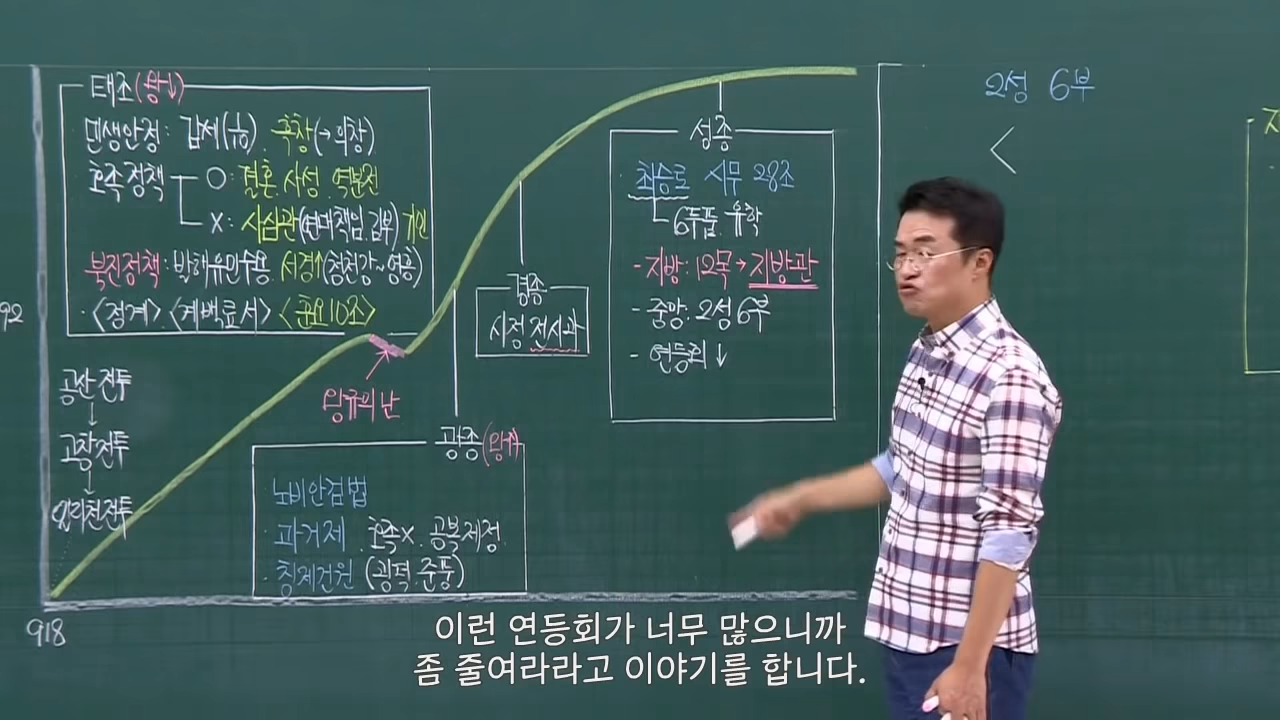 태조(왕↓)
민생안정: 감세(1/10). 흑창(→의창)
호족정책 ○: 결혼 사성 역분전
×: 사심관(연대책임. 김부) 기인
북진정책: 발해유민수용 서경↑(청천강~영흥)
·<정계>·<계백료서> <훈요10조>
92
공산전투
↓
고창전투
↓
일리천전투
918
왕규의 난
광종(왕↑)
·노비안검법
·과거제 호족×. 공복제정
·칭제건원 (광덕.준풍)
경종
시정 전시과
성종
최승로 시무 28조
6두품. 유학
-지방: 12목→지방관
-중앙: 2성 6부
-연등회↓
2성 6부
<
이런 연등회가 너무 많으니까
좀 줄여라라고 이야기를 합니다.